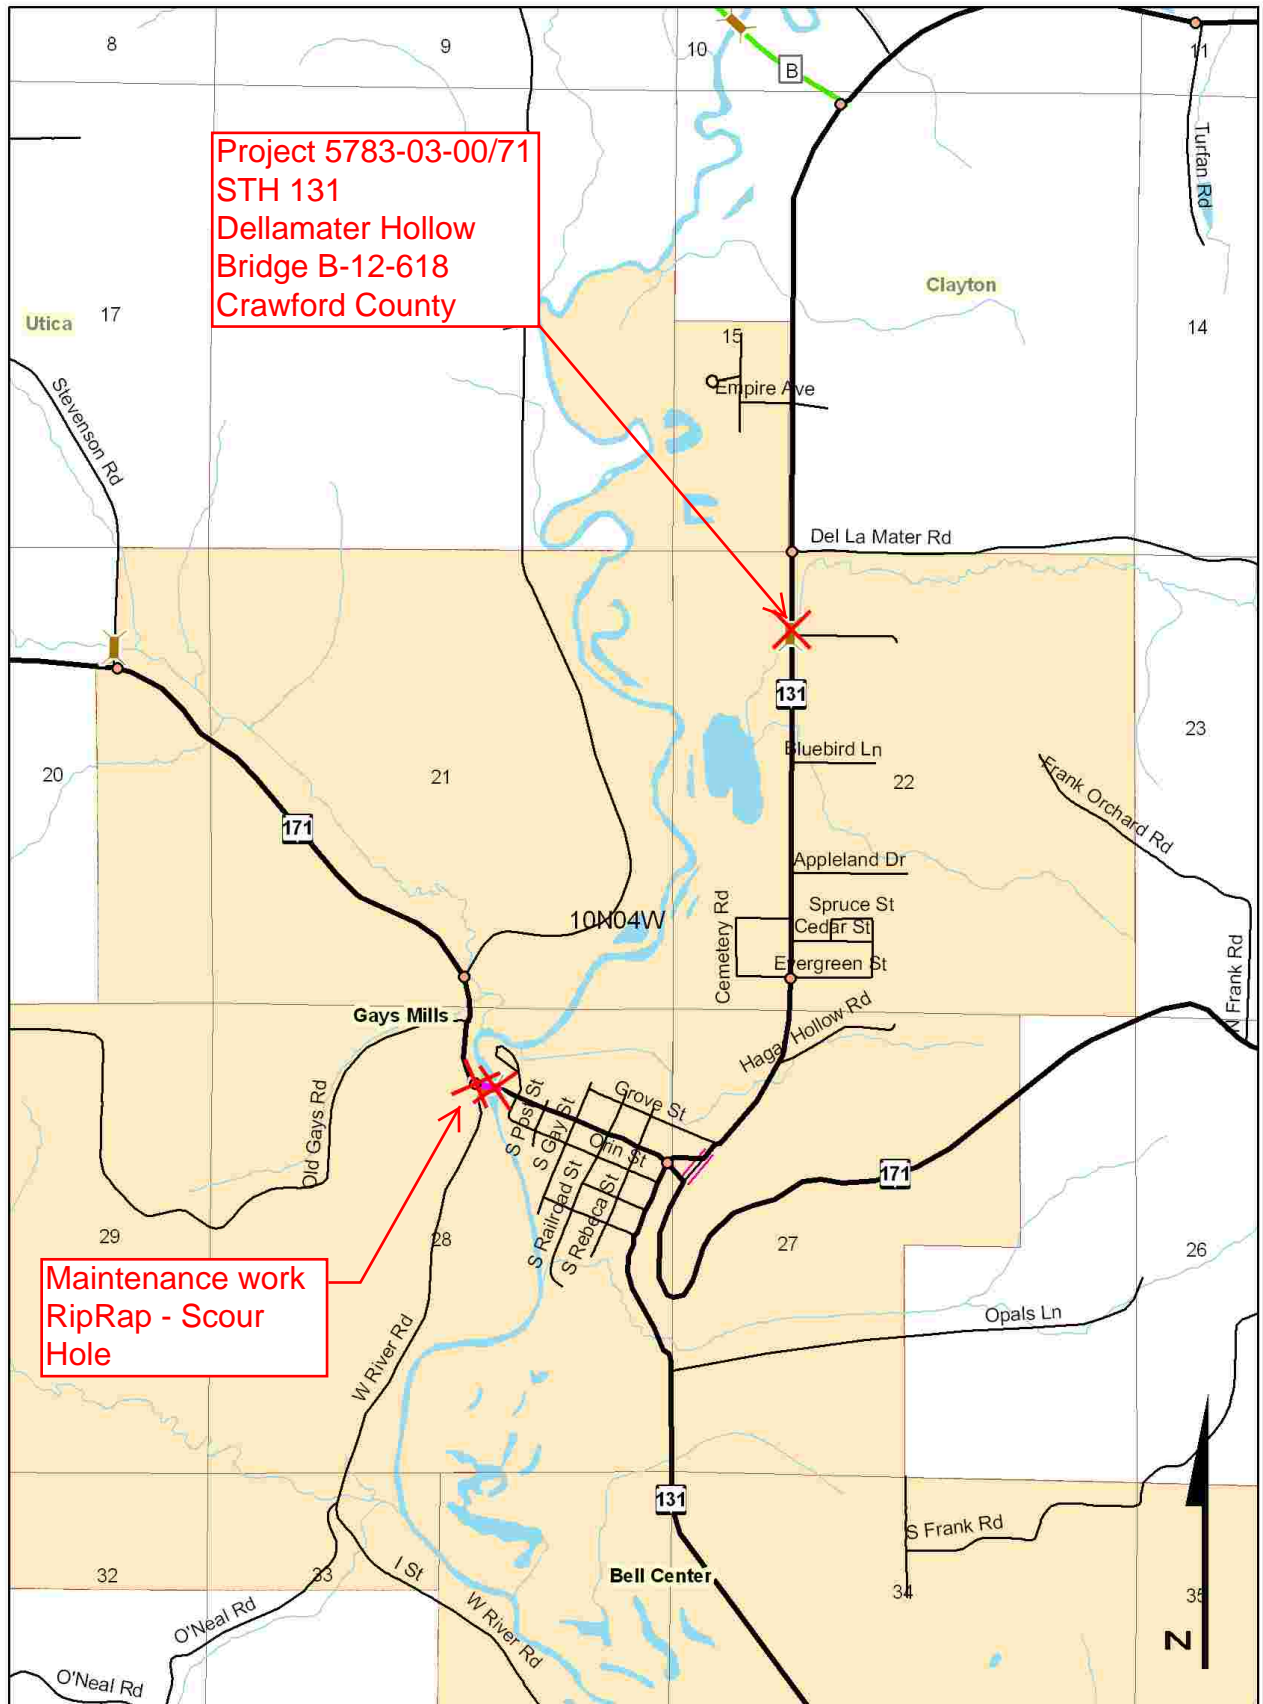 8
9
10
11
B
Turfan Rd
Project 5783-03-00/71
STH 131
Dellamater Hollow
Bridge B-12-618
Crawford County
Clayton
Utica
17
14
15
Empire Ave
Stevenson Rd
Del La Mater Rd
131
23
Bluebird Ln
20
21
22
Frank Orchard Rd
171
Appleland Dr
Spruce St
10N04W
Cedar St
Cemetery Rd
Evergreen St
N Frank Rd
Gays Mills
Hagal Hollow Rd
Grove St
S Post St
S Gay St
Old Gays Rd
Orin St
171
S Railroad St
S Rebeca St
29
28
27
26
Maintenance work
RipRap - Scour
Hole
Opals Ln
W River Rd
131
S Frank Rd
32
33
I St
Bell Center
34
35
O'Neal Rd
W River Rd
O'Neal Rd
N